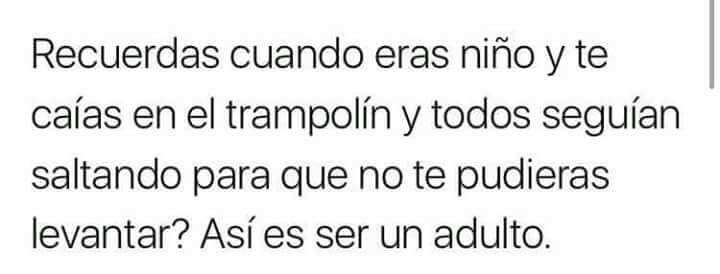 Recuerdas cuando eras niño y te
caías en el trampolín y todos seguían
saltando para que no te pudieras
levantar? Así es ser un adulto.